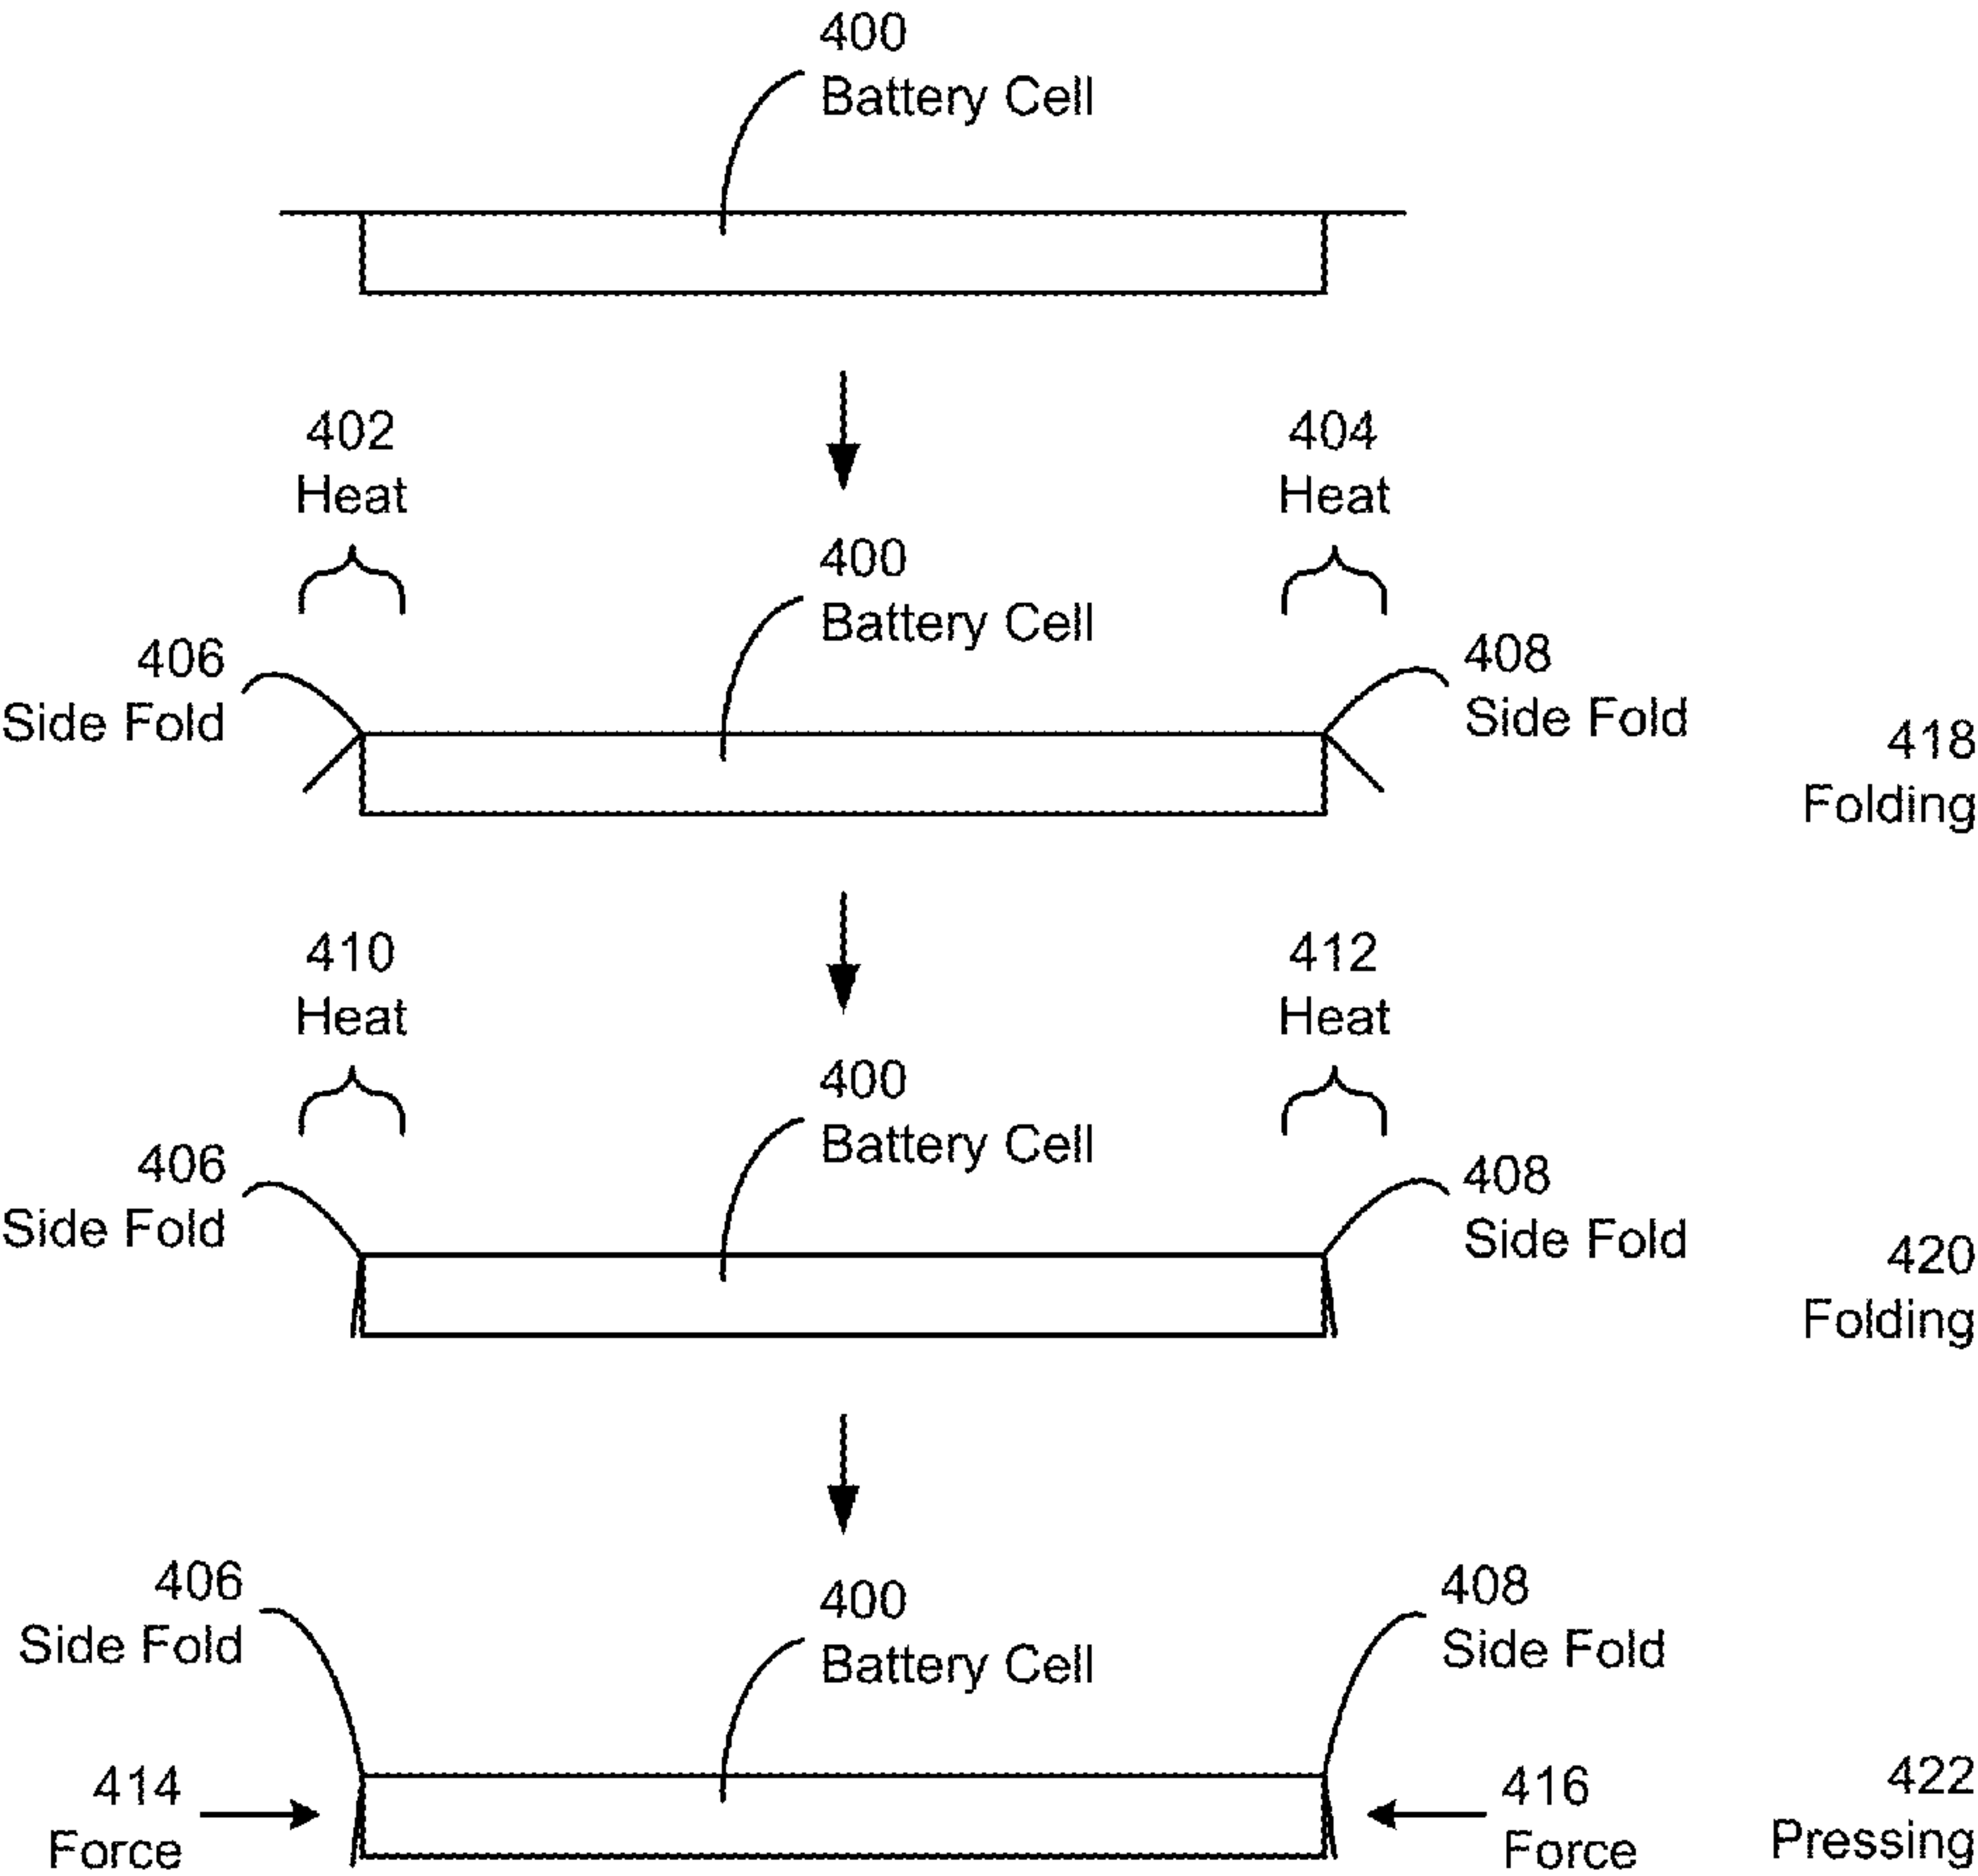 400
Battery Cell
402
Heat
404
Heat
400
Battery Cell
406
Side Fold
408
Side Fold
418
Folding
410
Heat
412
Heat
400
Battery Cell
406
Side Fold
408
Side Fold
420
Folding
406
Side Fold
400
Battery Cell
408
Side Fold
414
Force
416
Force
422
Pressing